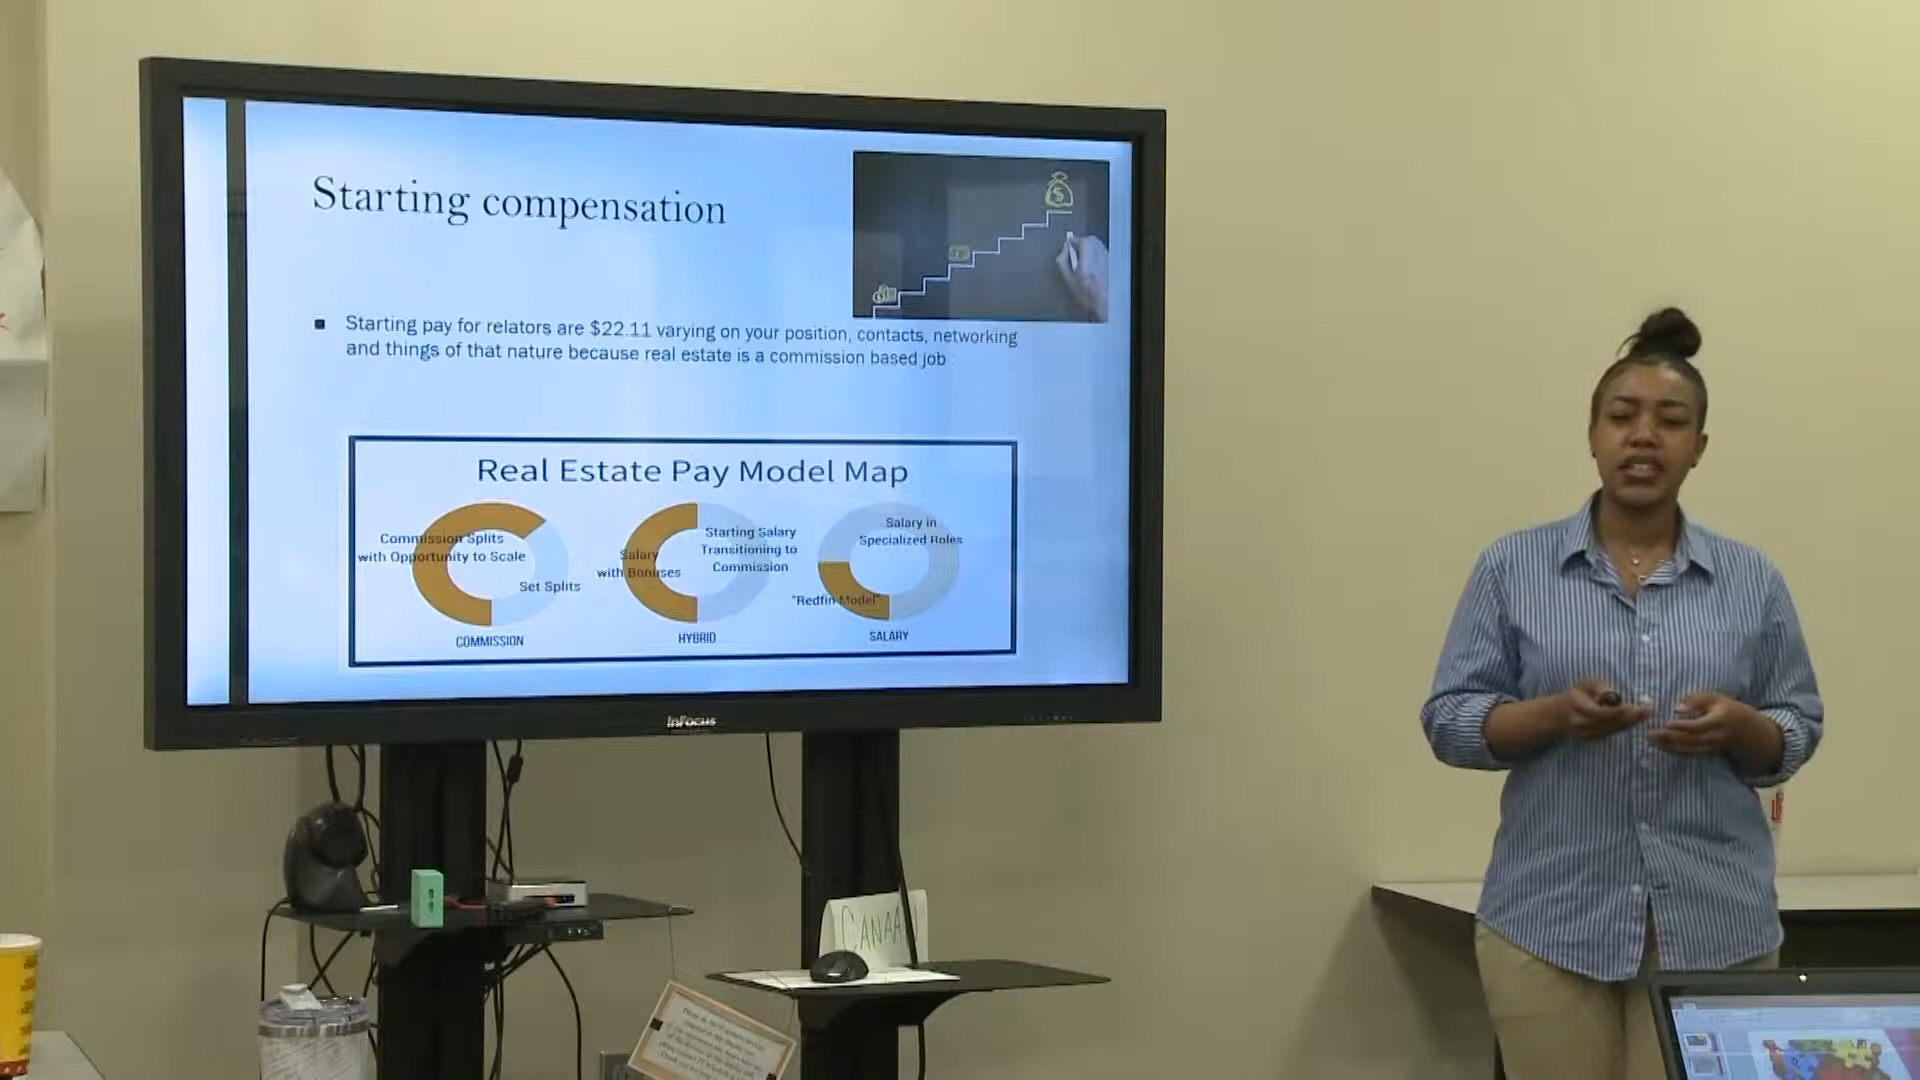 Starting compensation
Starting pay for relators are $22.11 varying on your position, contacts, networking
and things of that nature because real estate is a commission based job
Real Estate Pay Model Map
Commission Splits
with Opportunity to Scale
Set Splits
COMMISSION
Salary
with Bonuses
Starting Salary
Transitioning to
Commission
HYBRID
Salary in
Specialized Roles
"Redfin Model"
SALARY
InFocus
CANAA